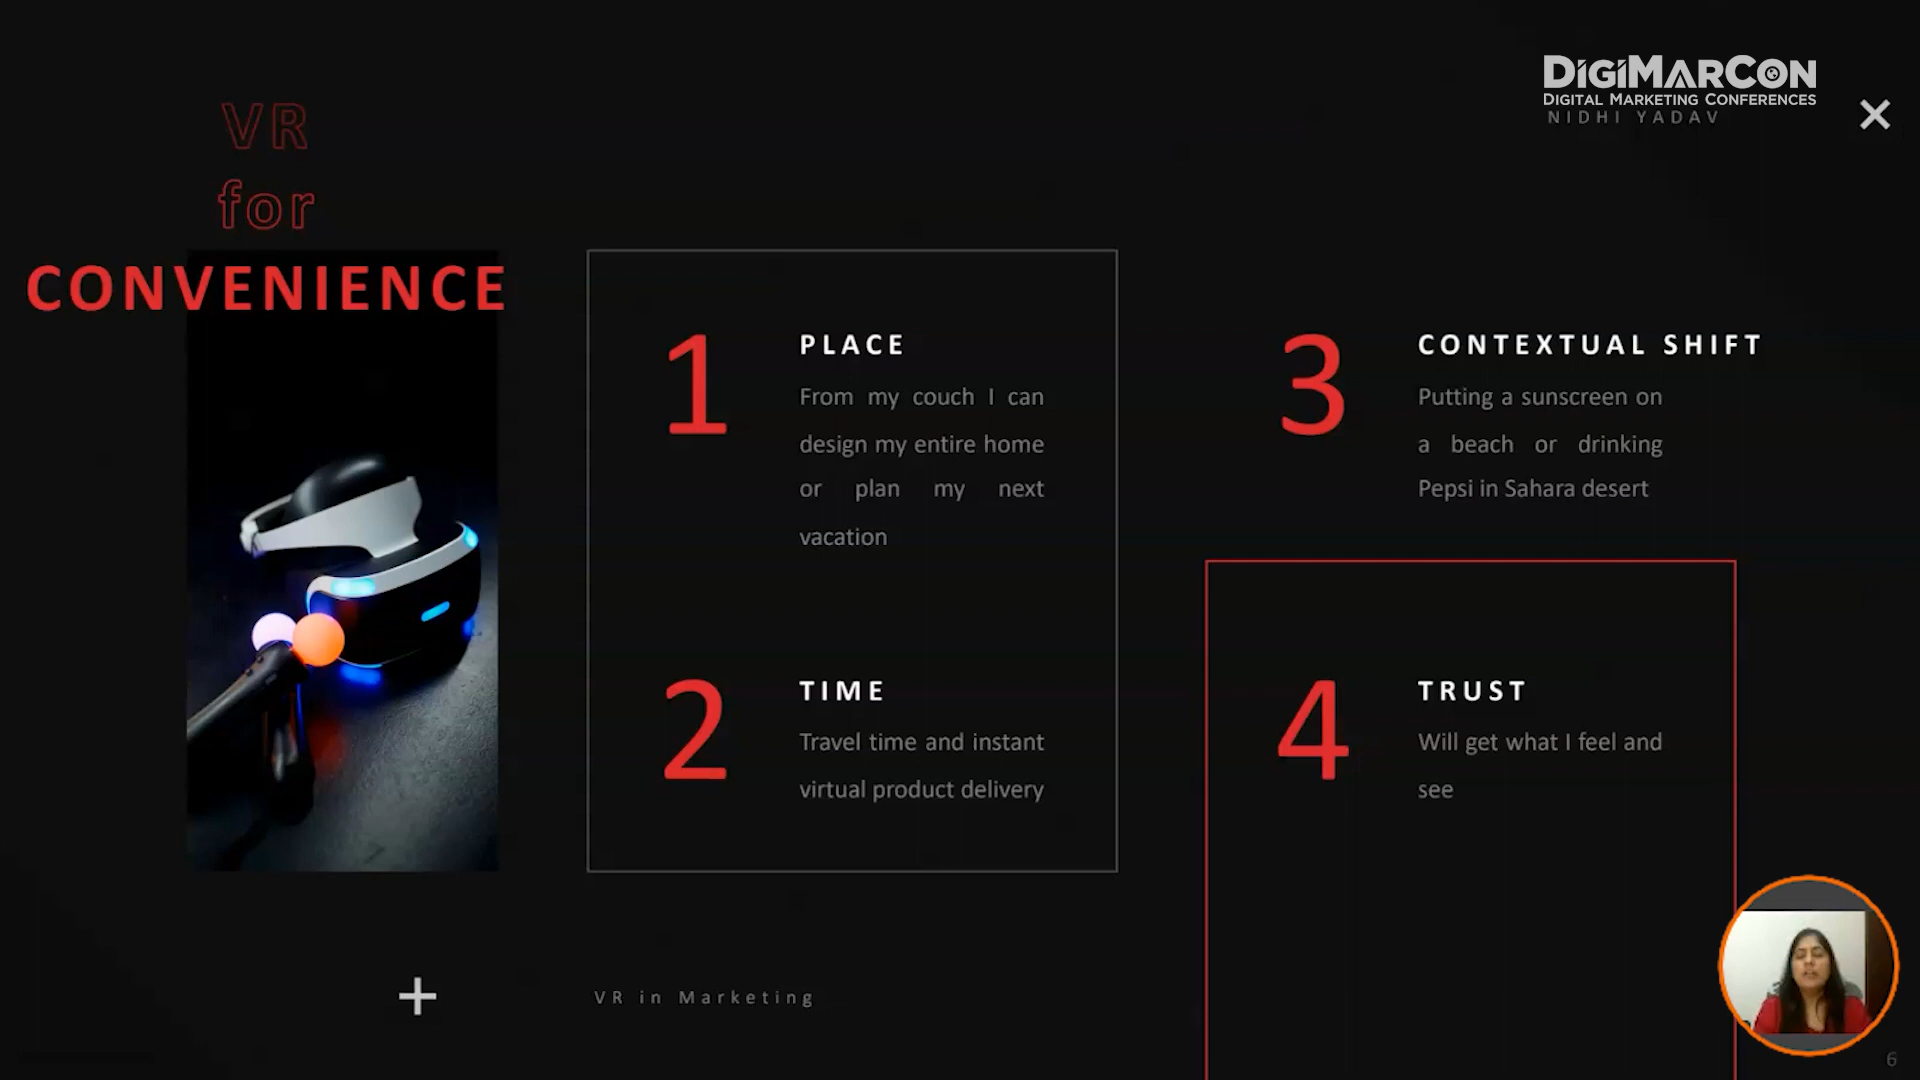 DIGIMARCON
DIGITAL MARKETING CONFERENCES
NIDHI YADAV
VR
for
CONVENIENCE
1
PLACE
From my couch I can
design my entire home
or plan my next
vacation
2
TIME
Travel time and instant
virtual product delivery
3
CONTEXTUAL SHIFT
Putting a sunscreen on
a beach or drinking
Pepsi in Sahara desert
4
TRUST
Will get what I feel and
see
VR in Marketing
6